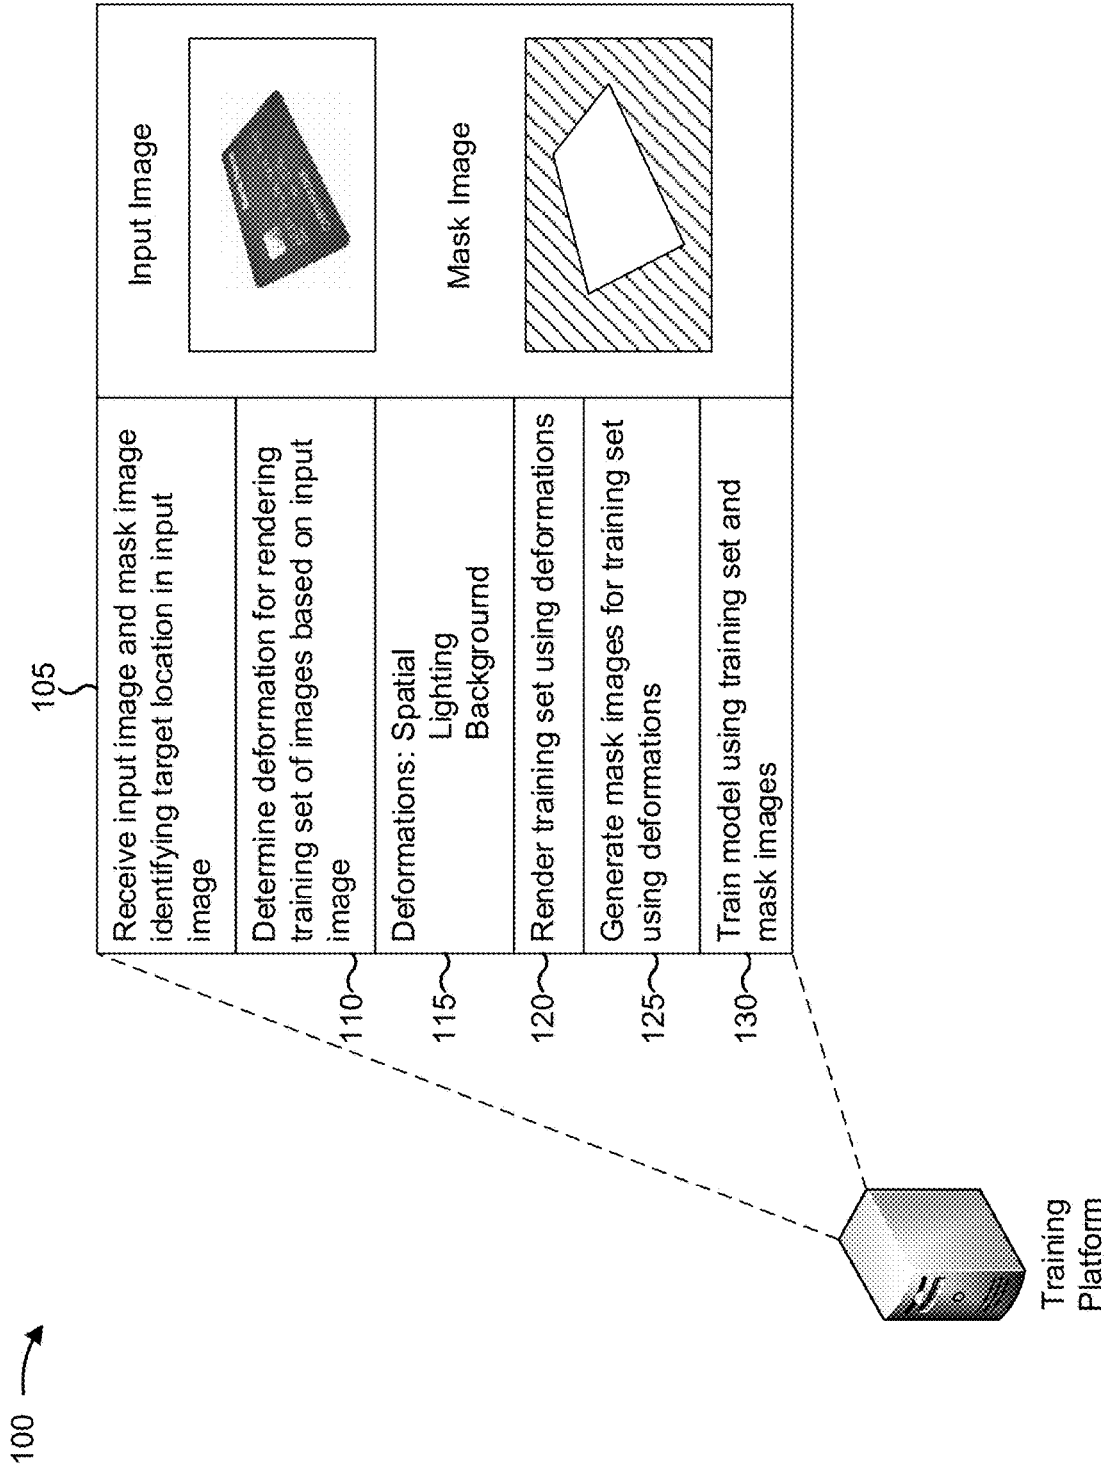 100
105
Receive input image and mask image
identifying target location in input
image
110
Determine deformation for rendering
training set of images based on input
image
115
Deformations: Spatial
Lighting
Backgournd
120
Render training set using deformations
125
Generate mask images for training set
using deformations
130
Train model using training set and
mask images
Input Image
Mask Image
Training
Platform